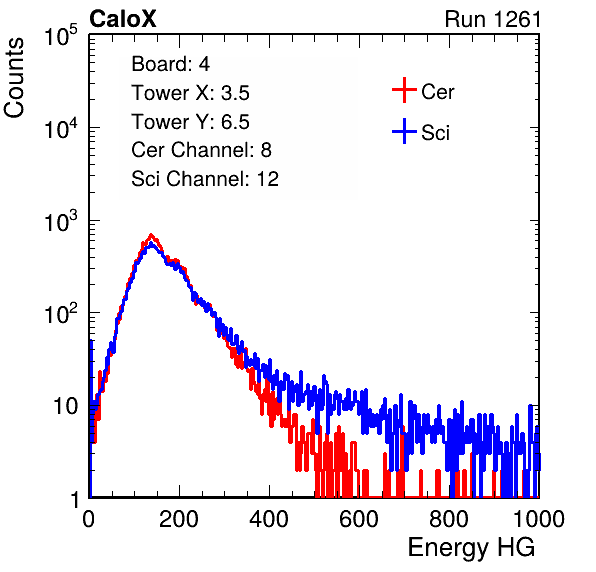 CaloX
Run 1261
Counts
10^5
10^4
10^3
10^2
10
1
Board: 4
Tower X: 3.5
Tower Y: 6.5
Cer Channel: 8
Sci Channel: 12
Cer
Sci
0 200 400 600 800 1000
Energy HG